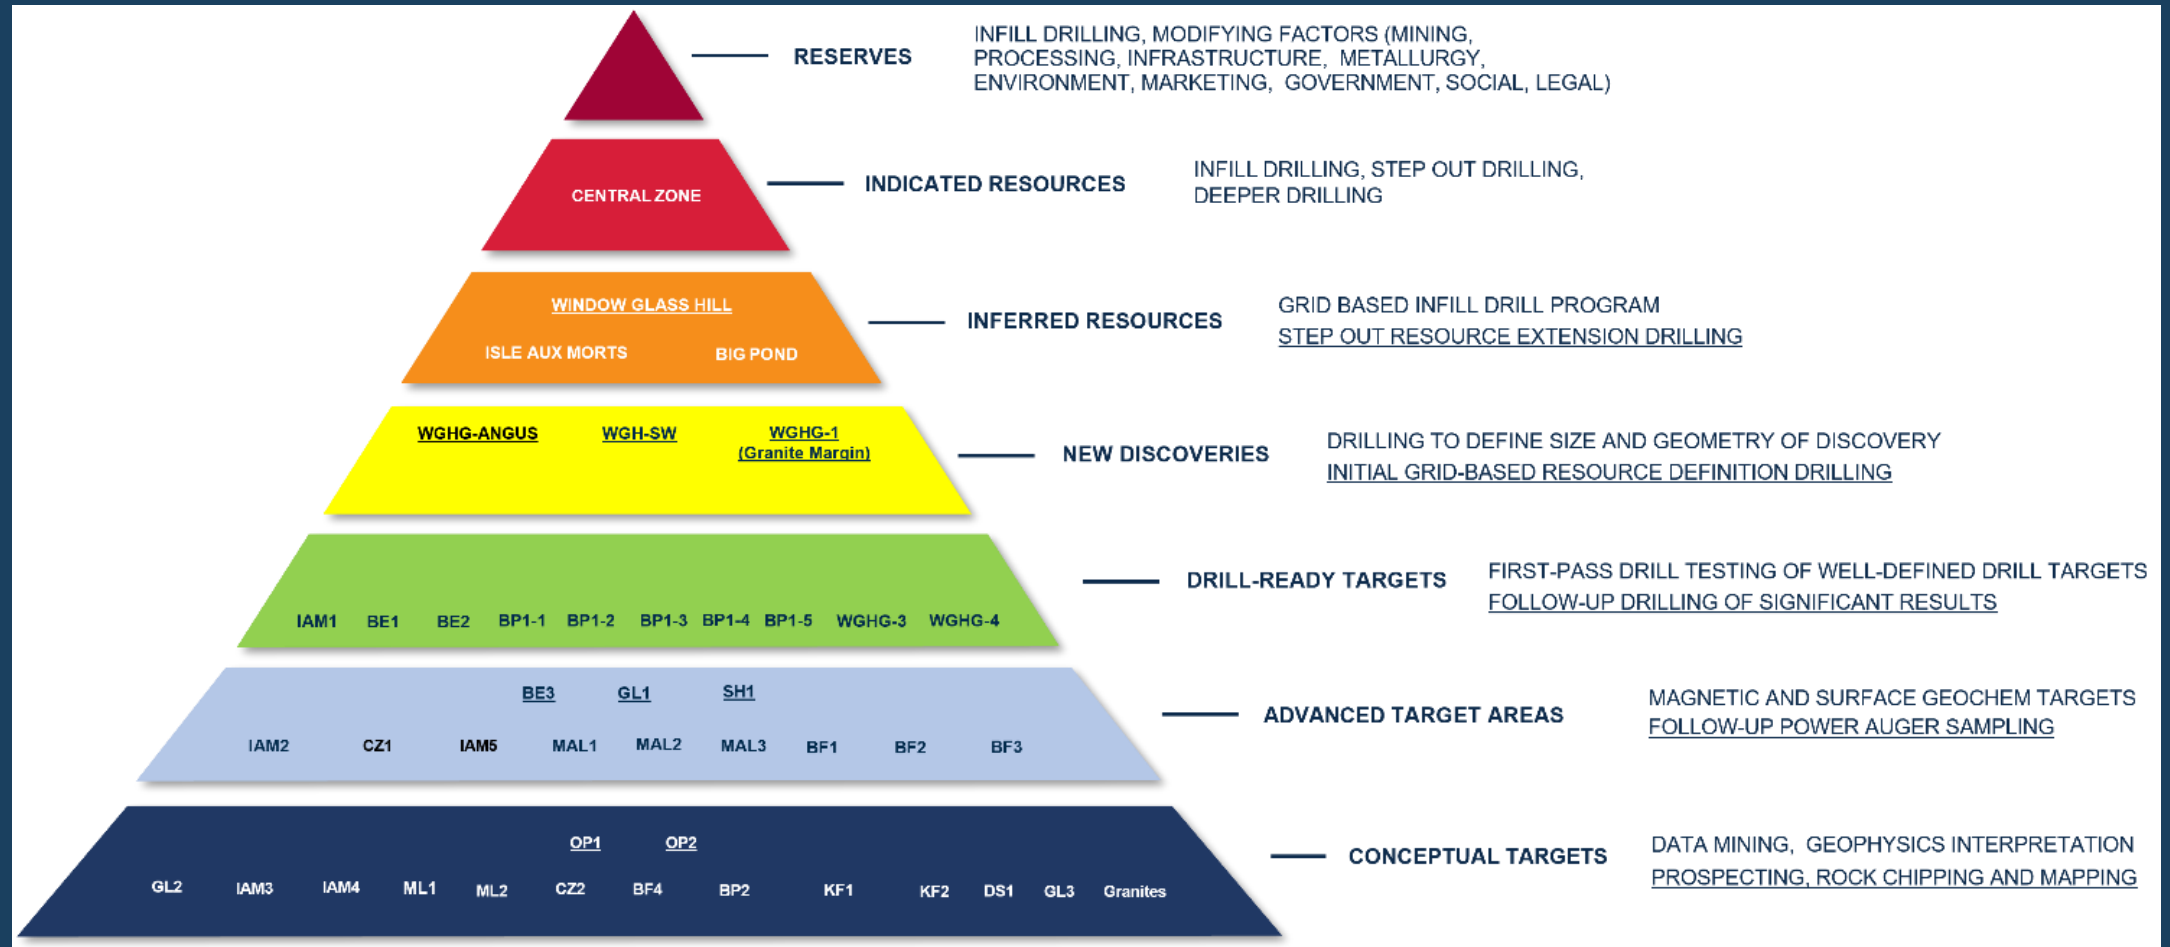 RESERVES
INFILL DRILLING, MODIFYING FACTORS (MINING,
PROCESSING, INFRASTRUCTURE, METALLURGY,
ENVIRONMENT, MARKETING, GOVERNMENT, SOCIAL, LEGAL)
CENTRAL ZONE
INDICATED RESOURCES
INFILL DRILLING, STEP OUT DRILLING,
DEEPER DRILLING
WINDOW GLASS HILL
ISLE AUX MORTS BIG POND
INFERRED RESOURCES
GRID BASED INFILL DRILL PROGRAM
STEP OUT RESOURCE EXTENSION DRILLING
WGHG-ANGUS WGH-SW WGHG-1
(Granite Margin)
NEW DISCOVERIES
DRILLING TO DEFINE SIZE AND GEOMETRY OF DISCOVERY
INITIAL GRID-BASED RESOURCE DEFINITION DRILLING
IAM1 BE1 BE2 BP1-1 BP1-2 BP1-3 BP1-4 BP1-5 WGHG-3 WGHG-4
DRILL-READY TARGETS
FIRST-PASS DRILL TESTING OF WELL-DEFINED DRILL TARGETS
FOLLOW-UP DRILLING OF SIGNIFICANT RESULTS
BE3 GL1 SH1
IAM2 CZ1 IAM5 MAL1 MAL2 MAL3 BF1 BF2 BF3
ADVANCED TARGET AREAS
MAGNETIC AND SURFACE GEOCHEM TARGETS
FOLLOW-UP POWER AUGER SAMPLING
OP1 OP2
GL2 IAM3 IAM4 ML1 ML2 CZ2 BF4 BP2 KF1 KF2 DS1 GL3 Granites
CONCEPTUAL TARGETS
DATA MINING, GEOPHYSICS INTERPRETATION
PROSPECTING, ROCK CHIPPING AND MAPPING